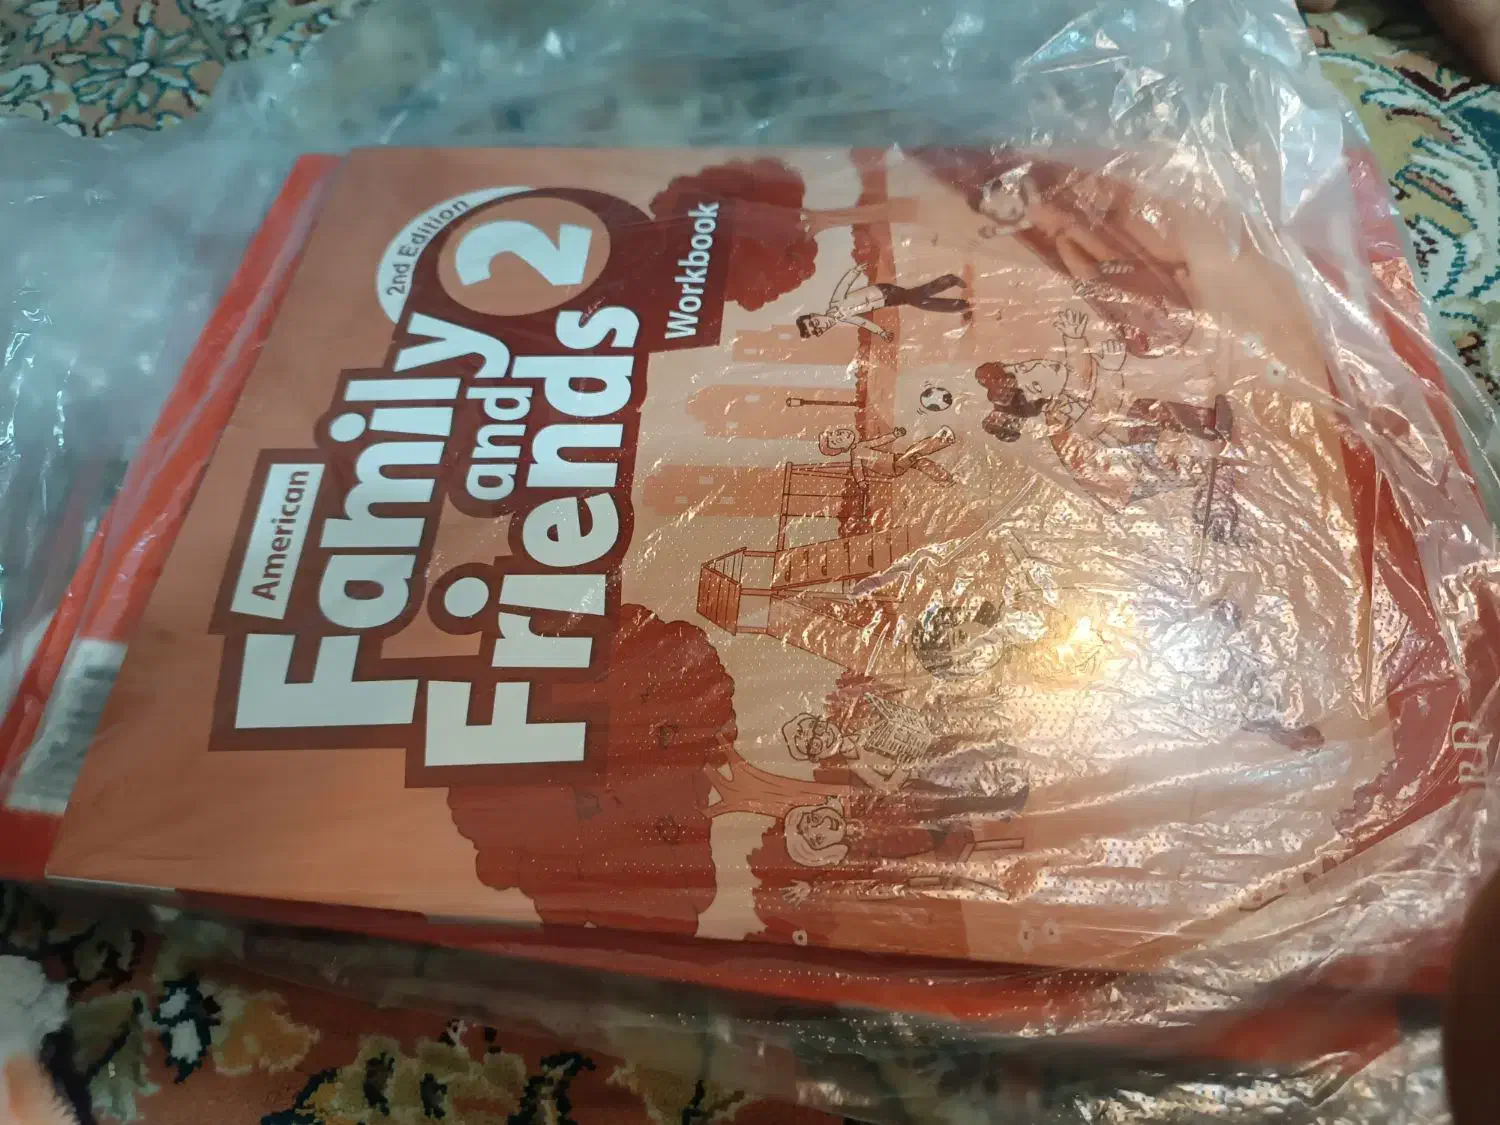 American
Family
and
Friends 2
2nd Edition
Workbook